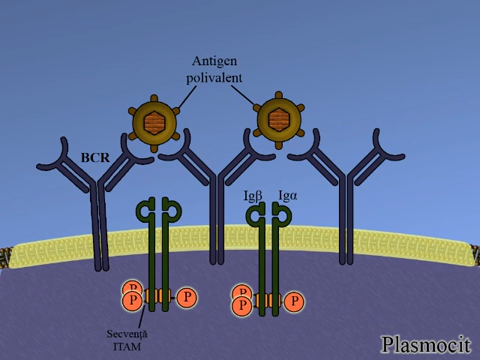 Antigen
polivalent
BCR
Igβ
Igα
P
P
P
P
P
P
Secvență
ITAM
Plasmocit